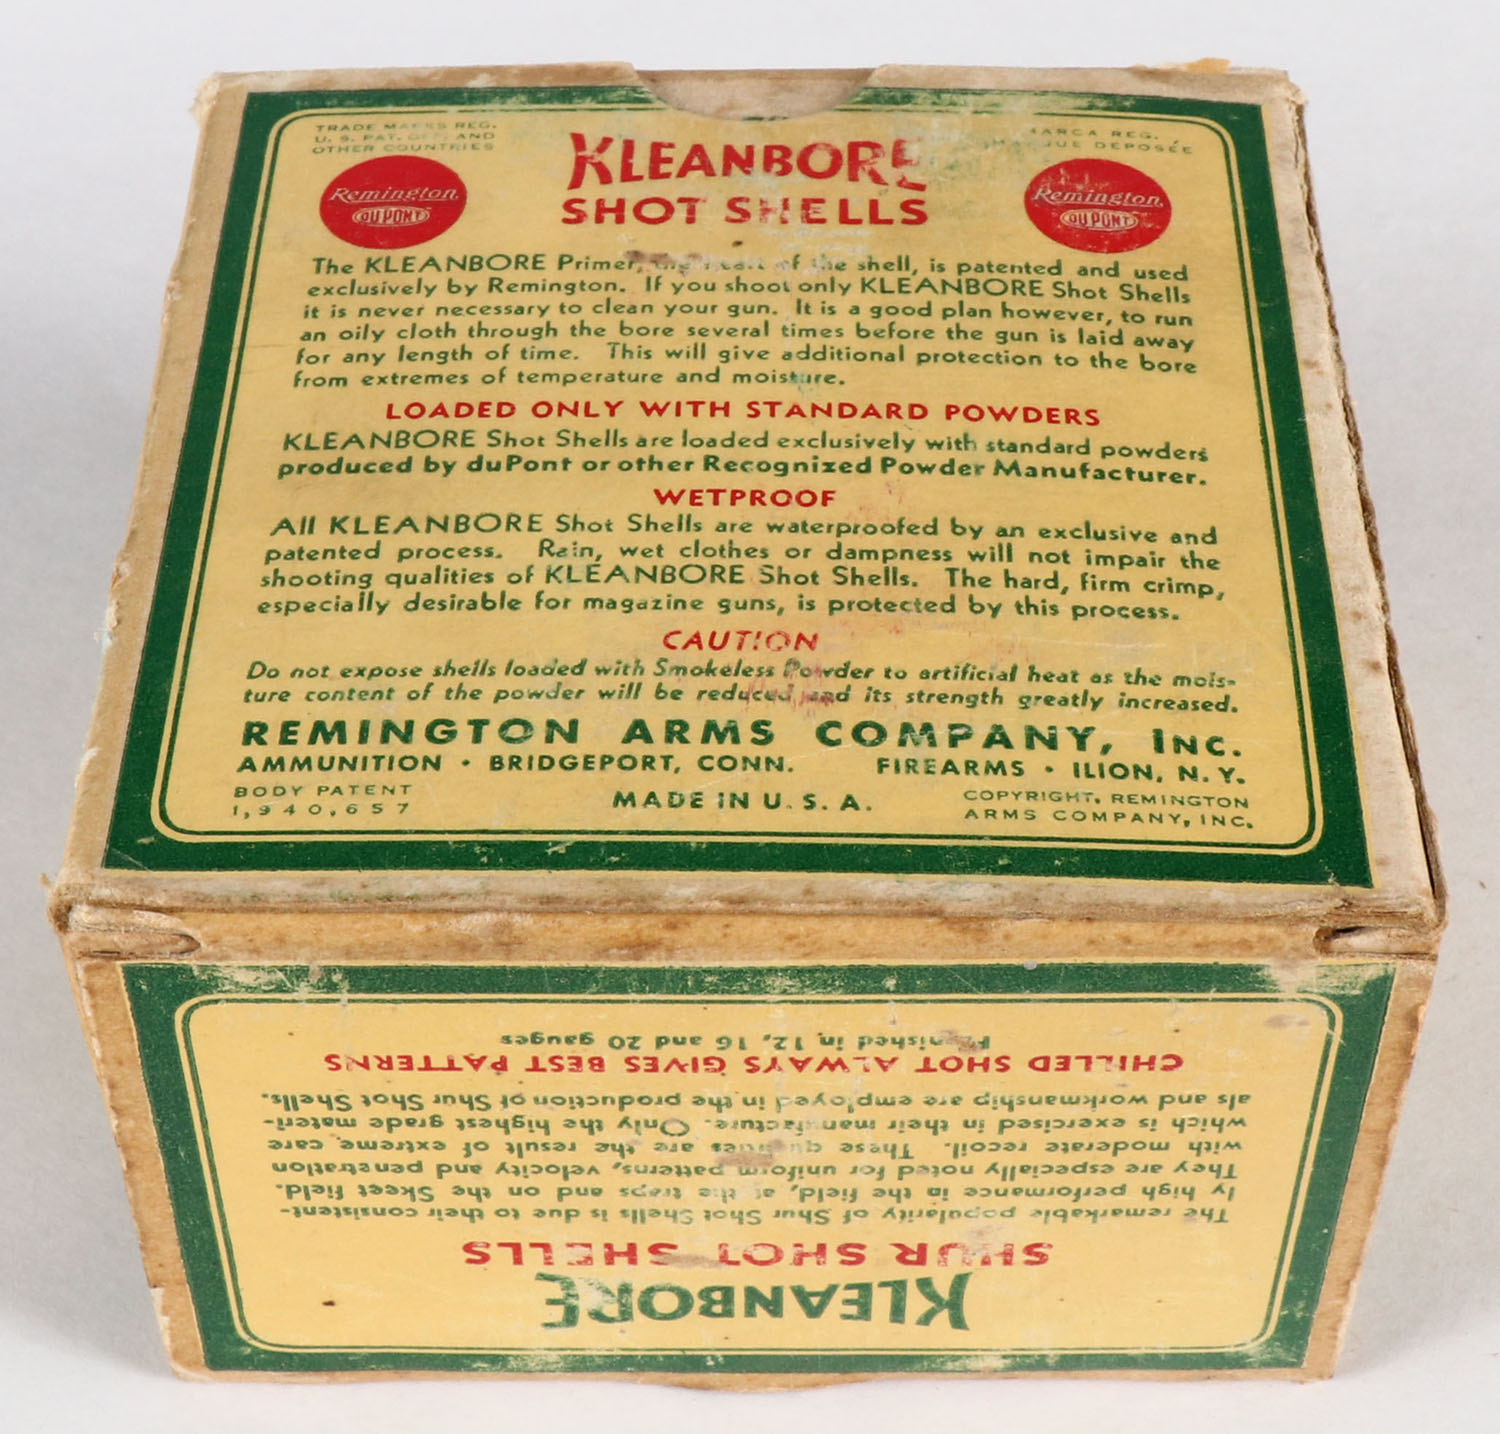 TRADE MARKS REG.
U. S. PAT. OFF. AND
OTHER COUNTRIES
Remington
DU PONT
KLEANBORE
SHOT SHELLS
MARCA REG.
MARQUE DEPOSÉE
Remington
DU PONT
The KLEANBORE Primer, the heart of the shell, is patented and used
exclusively by Remington. If you shoot only KLEANBORE Shot Shells
it is never necessary to clean your gun. It is a good plan however, to run
an oily cloth through the bore several times before the gun is laid away
for any length of time. This will give additional protection to the bore
from extremes of temperature and moisture.
LOADED ONLY WITH STANDARD POWDERS
KLEANBORE Shot Shells are loaded exclusively with standard powders
produced by duPont or other Recognized Powder Manufacturer.
WETPROOF
All KLEANBORE Shot Shells are waterproofed by an exclusive and
patented process. Rain, wet clothes or dampness will not impair the
shooting qualities of KLEANBORE Shot Shells. The hard, firm crimp,
especially desirable for magazine guns, is protected by this process.
CAUTION
Do not expose shells loaded with Smokeless Powder to artificial heat as the mois-
ture content of the powder will be reduced and its strength greatly increased.
REMINGTON ARMS COMPANY, INC.
AMMUNITION • BRIDGEPORT, CONN. FIREARMS • ILION, N. Y.
BODY PATENT
1,940,657
MADE IN U. S. A.
COPYRIGHT, REMINGTON
ARMS COMPANY, INC.
KLEANBORE
SHUR SHOT SHELLS
The remarkable popularity of Shur Shot Shells is due to their consistent-
ly high performance in the field, at the traps and on the Skeet field.
They are especially noted for uniform patterns, velocity and penetration
with moderate recoil. These qualities are the result of extreme care
which is exercised in their manufacture. Only the highest grade materi-
als and workmanship are employed in the production of Shur Shot Shells.
CHILLED SHOT ALWAYS GIVES BEST PATTERNS
Furnished in 12, 16 and 20 gauges